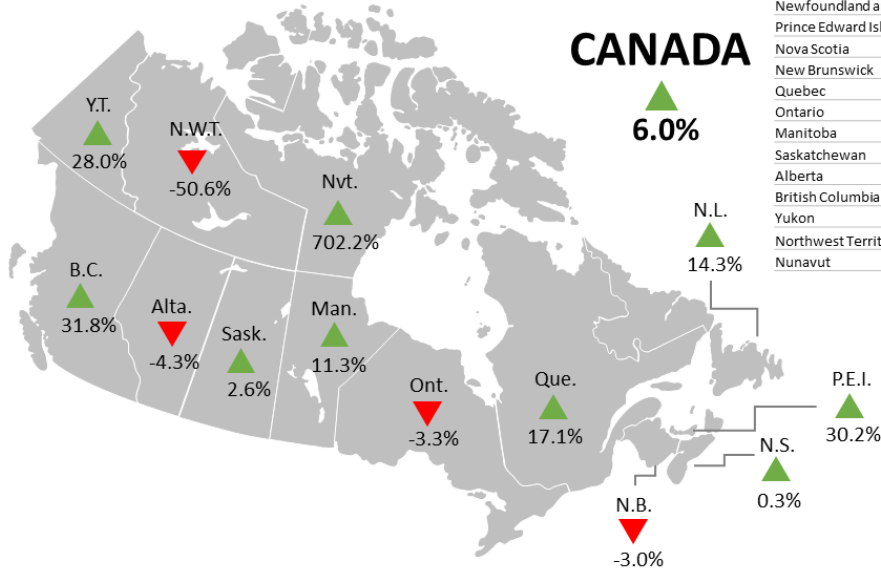 CANADA
6.0%
Newfoundland a
Prince Edward Isl
Nova Scotia
New Brunswick
Quebec
Ontario
Manitoba
Saskatchewan
Alberta
British Columbia
Yukon
Northwest Territ
Nunavut
Y.T.
28.0%
N.W.T.
-50.6%
Nvt.
702.2%
B.C.
31.8%
Alta.
-4.3%
Sask.
2.6%
Man.
11.3%
Ont.
-3.3%
Que.
17.1%
N.L.
14.3%
P.E.I.
30.2%
N.S.
0.3%
N.B.
-3.0%